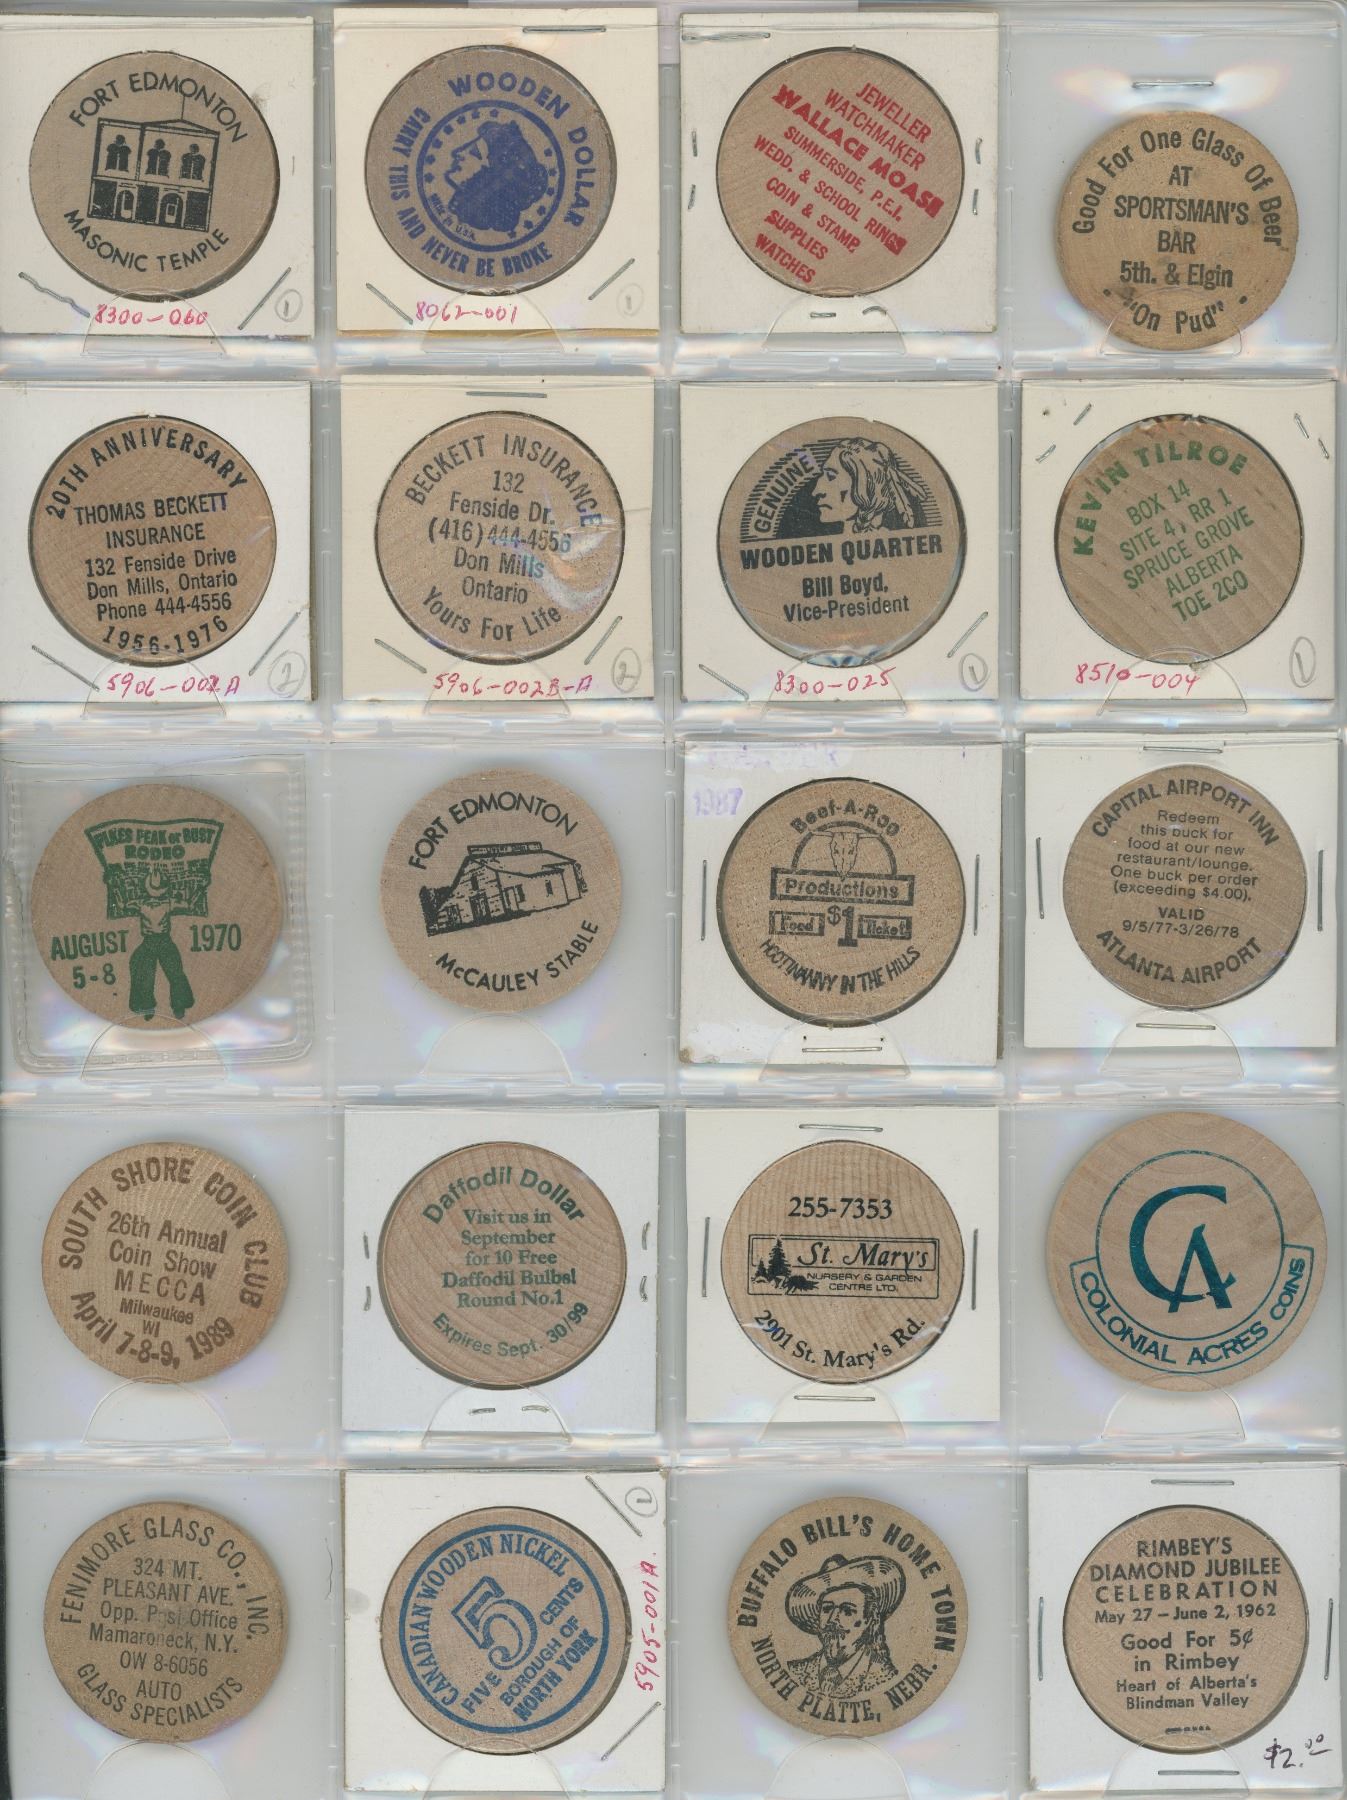 FORT EDMONTON
MASONIC TEMPLE
8300-060
1
WOODEN DOLLAR
CARRY THIS AND NEVER BE BROKE
MADE IN U.S.A.
8062-001
1
JEWELLER
WATCHMAKER
WALLACE MOASE
SUMMERSIDE, P.E.I.
WEDD. & SCHOOL RINGS
COIN & STAMP
SUPPLIES
WATCHES
Good For One Glass Of Beer
AT
SPORTSMAN'S
BAR
5th. & Elgin
"On Pud"
20TH ANNIVERSARY
THOMAS BECKETT
INSURANCE
132 Fenside Drive
Don Mills, Ontario
Phone 444-4556
1956-1976
5906-002A
2
BECKETT INSURANCE
132
Fenside Dr.
(416) 444-4556
Don Mills
Ontario
Yours For Life
5906-002B-A
2
GENUINE
WOODEN QUARTER
Bill Boyd,
Vice-President
8300-025
1
KEVIN TILROE
BOX 14
SITE 4, RR 1
SPRUCE GROVE
ALBERTA
TOE 2CO
8510-004
1
PIKES PEAK or BUST
RODEO
AUGUST 1970
5-8
FORT EDMONTON
McCAULEY STABLE
1987
Beef-A-Roo
Productions
Food $1 Ticket
HOOTINANNY IN THE HILLS
CAPITAL AIRPORT INN
Redeem
this buck for
food at our new
restaurant/lounge.
One buck per order
(exceeding $4.00).
VALID
9/5/77-3/26/78
ATLANTA AIRPORT
SOUTH SHORE COIN CLUB
26th Annual
Coin Show
MECCA
Milwaukee
WI
April 7-8-9, 1989
Daffodil Dollar
Visit us in
September
for 10 Free
Daffodil Bulbs!
Round No.1
Expires Sept. 30/99
255-7353
St. Mary's
NURSERY & GARDEN
CENTRE LTD.
2901 St. Mary's Rd.
CA
COLONIAL ACRES COINS
FENIMORE GLASS CO., INC.
324 MT.
PLEASANT AVE.
Opp. Post Office
Mamaroneck, N.Y.
OW 8-6056
AUTO
GLASS SPECIALISTS
CANADIAN WOODEN NICKEL
5
FIVE CENTS
BOROUGH OF
NORTH YORK
1
5905-001A.
BUFFALO BILL'S HOME TOWN
NORTH PLATTE, NEBR.
RIMBEY'S
DIAMOND JUBILEE
CELEBRATION
May 27 – June 2, 1962
Good For 5¢
in Rimbey
Heart of Alberta's
Blindman Valley
$2.00